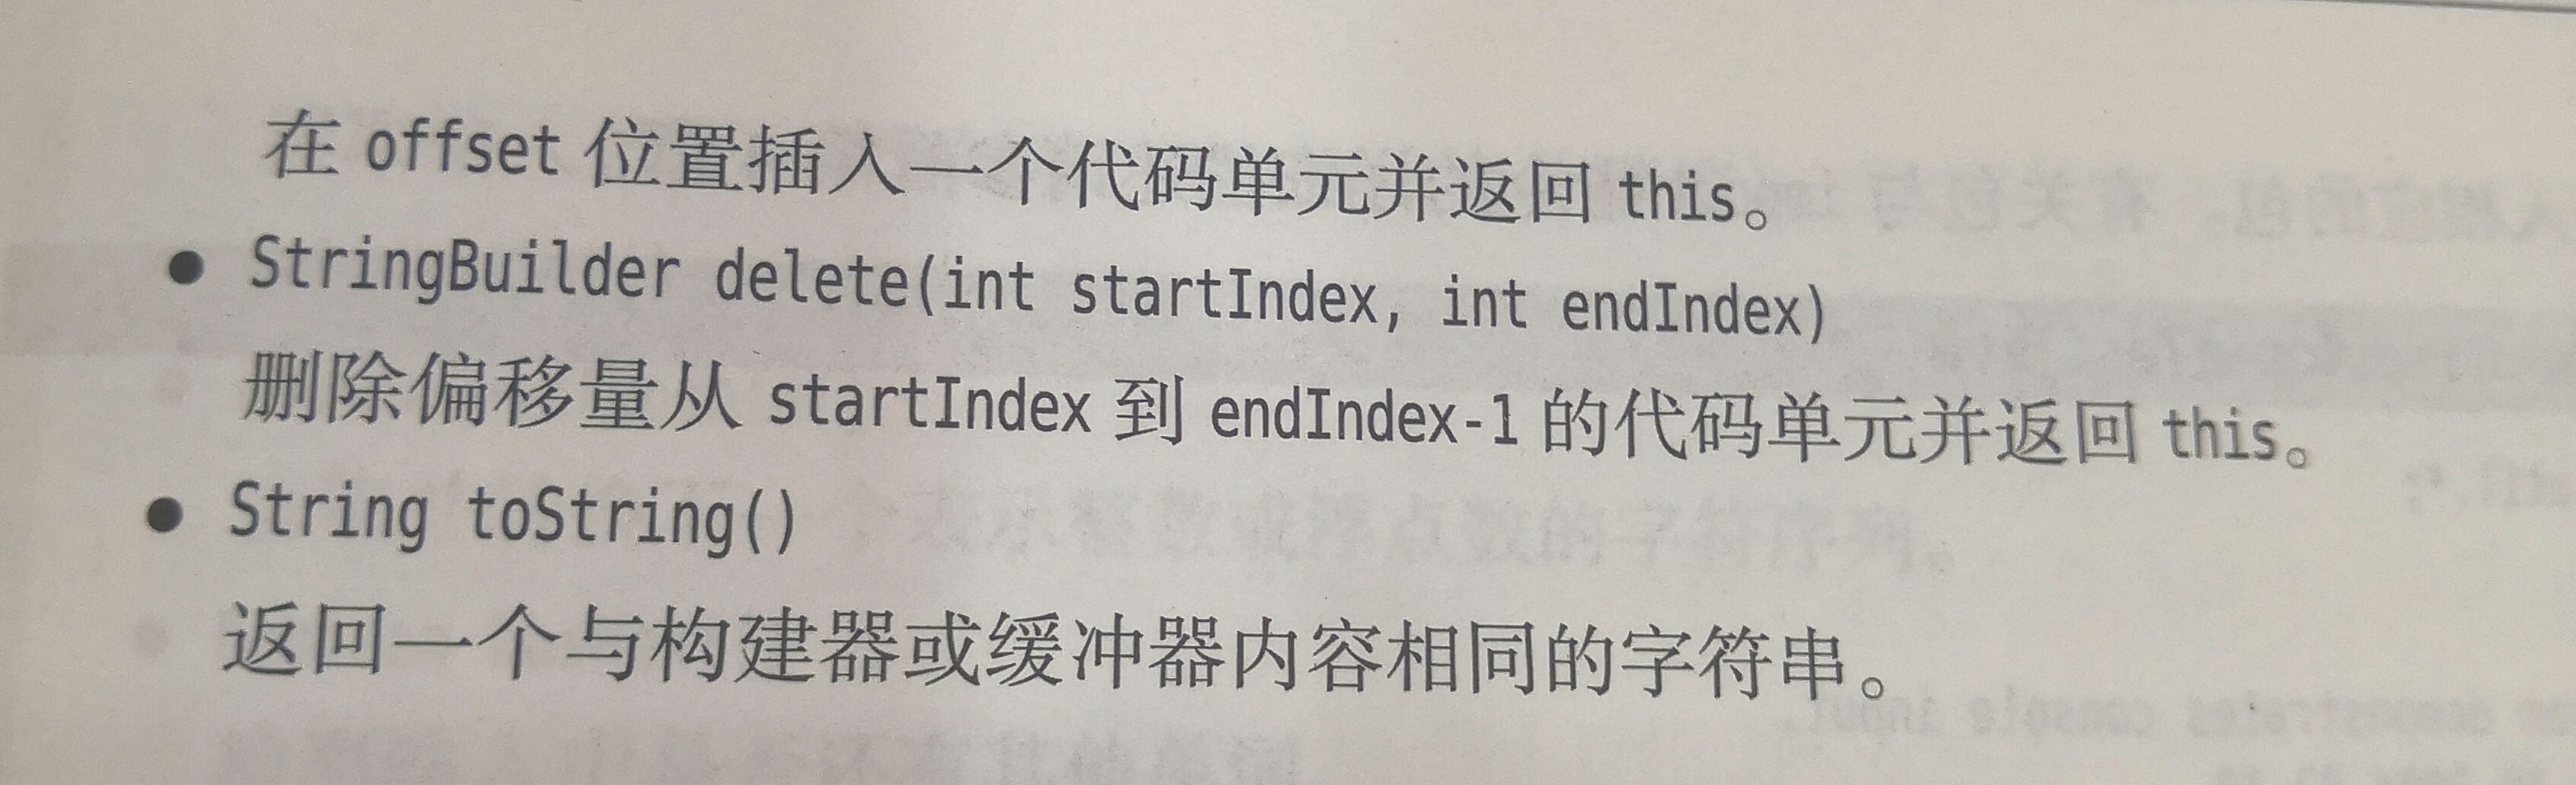 在 offset 位置插入一个代码单元并返回 this。
● StringBuilder delete(int startIndex, int endIndex)
删除偏移量从 startIndex 到 endIndex-1 的代码单元并返回 this。
● String toString()
返回一个与构建器或缓冲器内容相同的字符串。